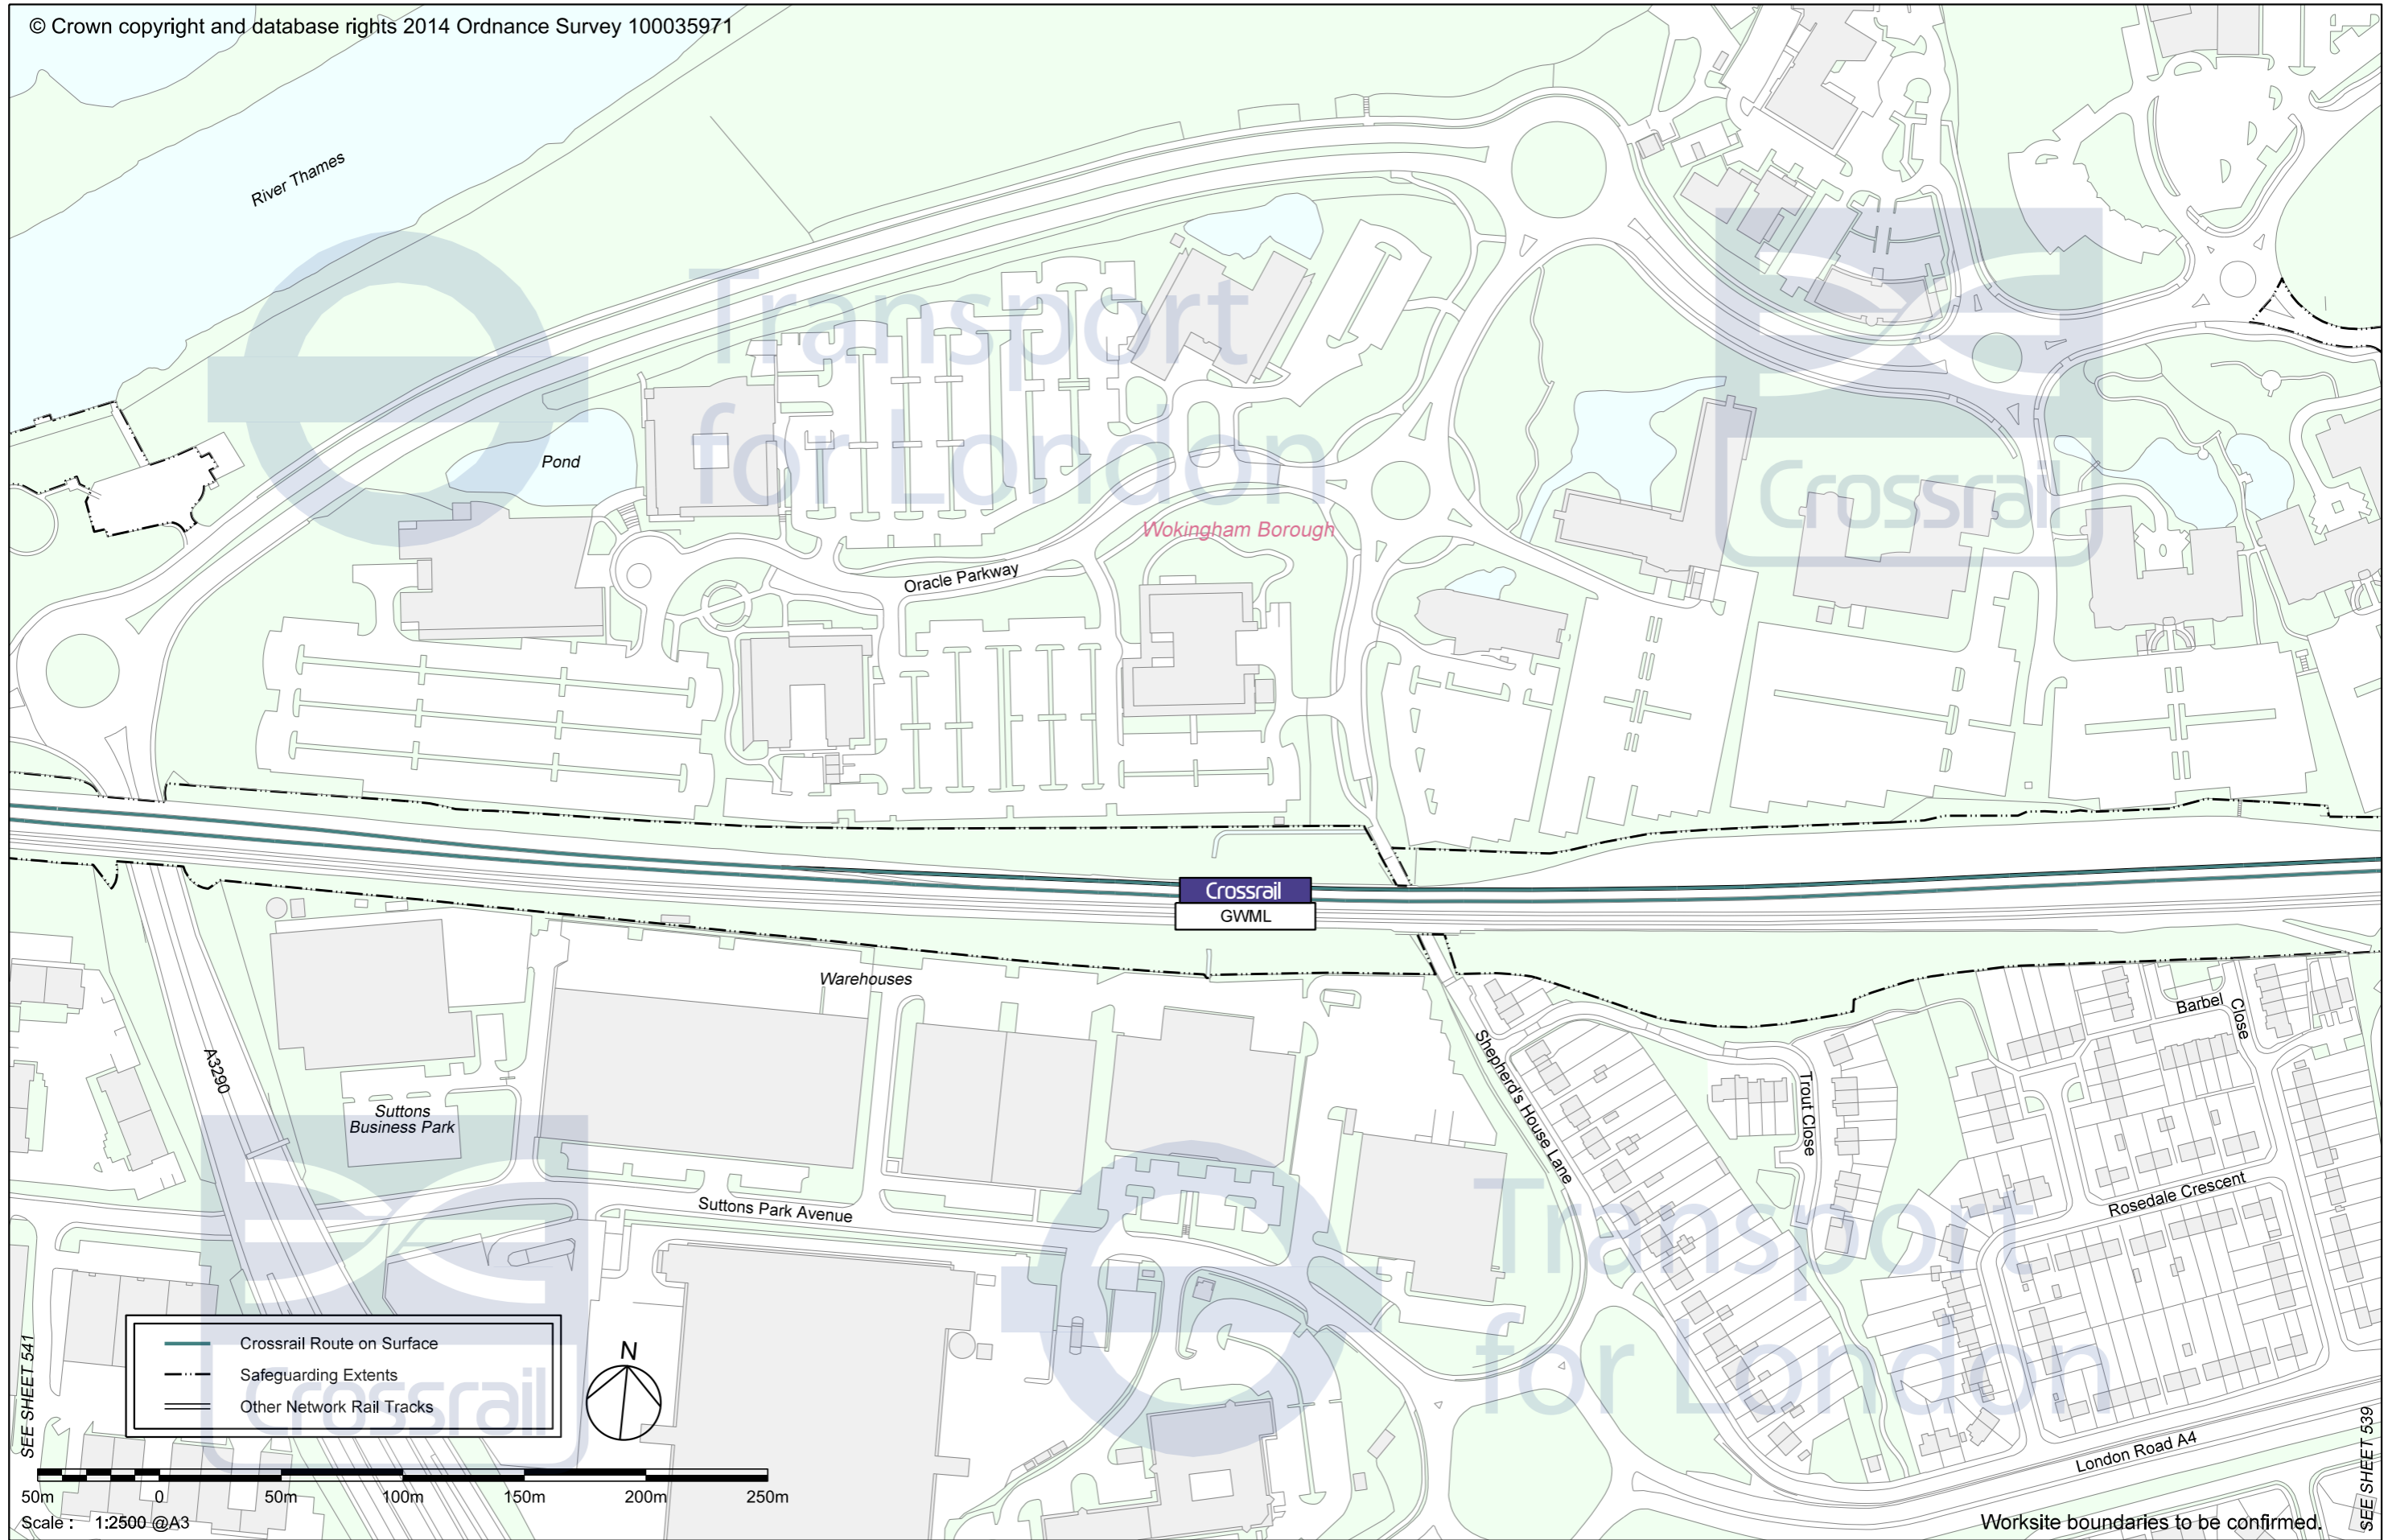 © Crown copyright and database rights 2014 Ordnance Survey 100035971
River Thames
Transport
for London
Crossrail
Pond
Wokingham Borough
Oracle Parkway
Crossrail
GWML
Warehouses
Barbel
Close
A3290
Shepherd's House Lane
Trout Close
Suttons
Business Park
Rosedale Crescent
Suttons Park Avenue
Transport
for London
Crossrail
Crossrail Route on Surface
Safeguarding Extents
Other Network Rail Tracks
N
SEE SHEET 541
London Road A4
SEE SHEET 539
50m 0 50m 100m 150m 200m 250m
Scale : 1:2500 @A3
Worksite boundaries to be confirmed.